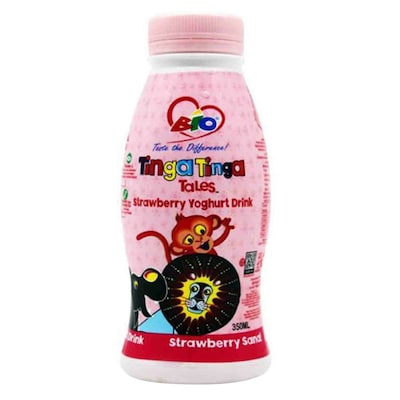 BIO
Taste the Difference!
Tinga Tinga
Tales
Strawberry Yoghurt Drink
350ML
Drink
Strawberry Sand